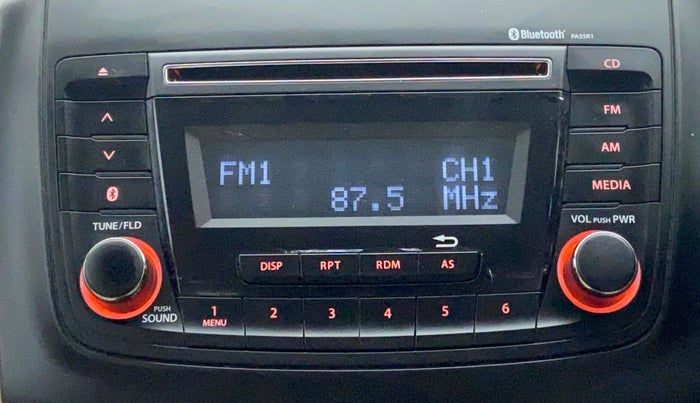 Bluetooth® PASSR1
CD
FM
AM
MEDIA
FM1 CH1
87.5 MHz
TUNE/FLD
VOL PUSH PWR
DISP RPT RDM AS
PUSH
SOUND
1 2 3 4 5 6
MENU